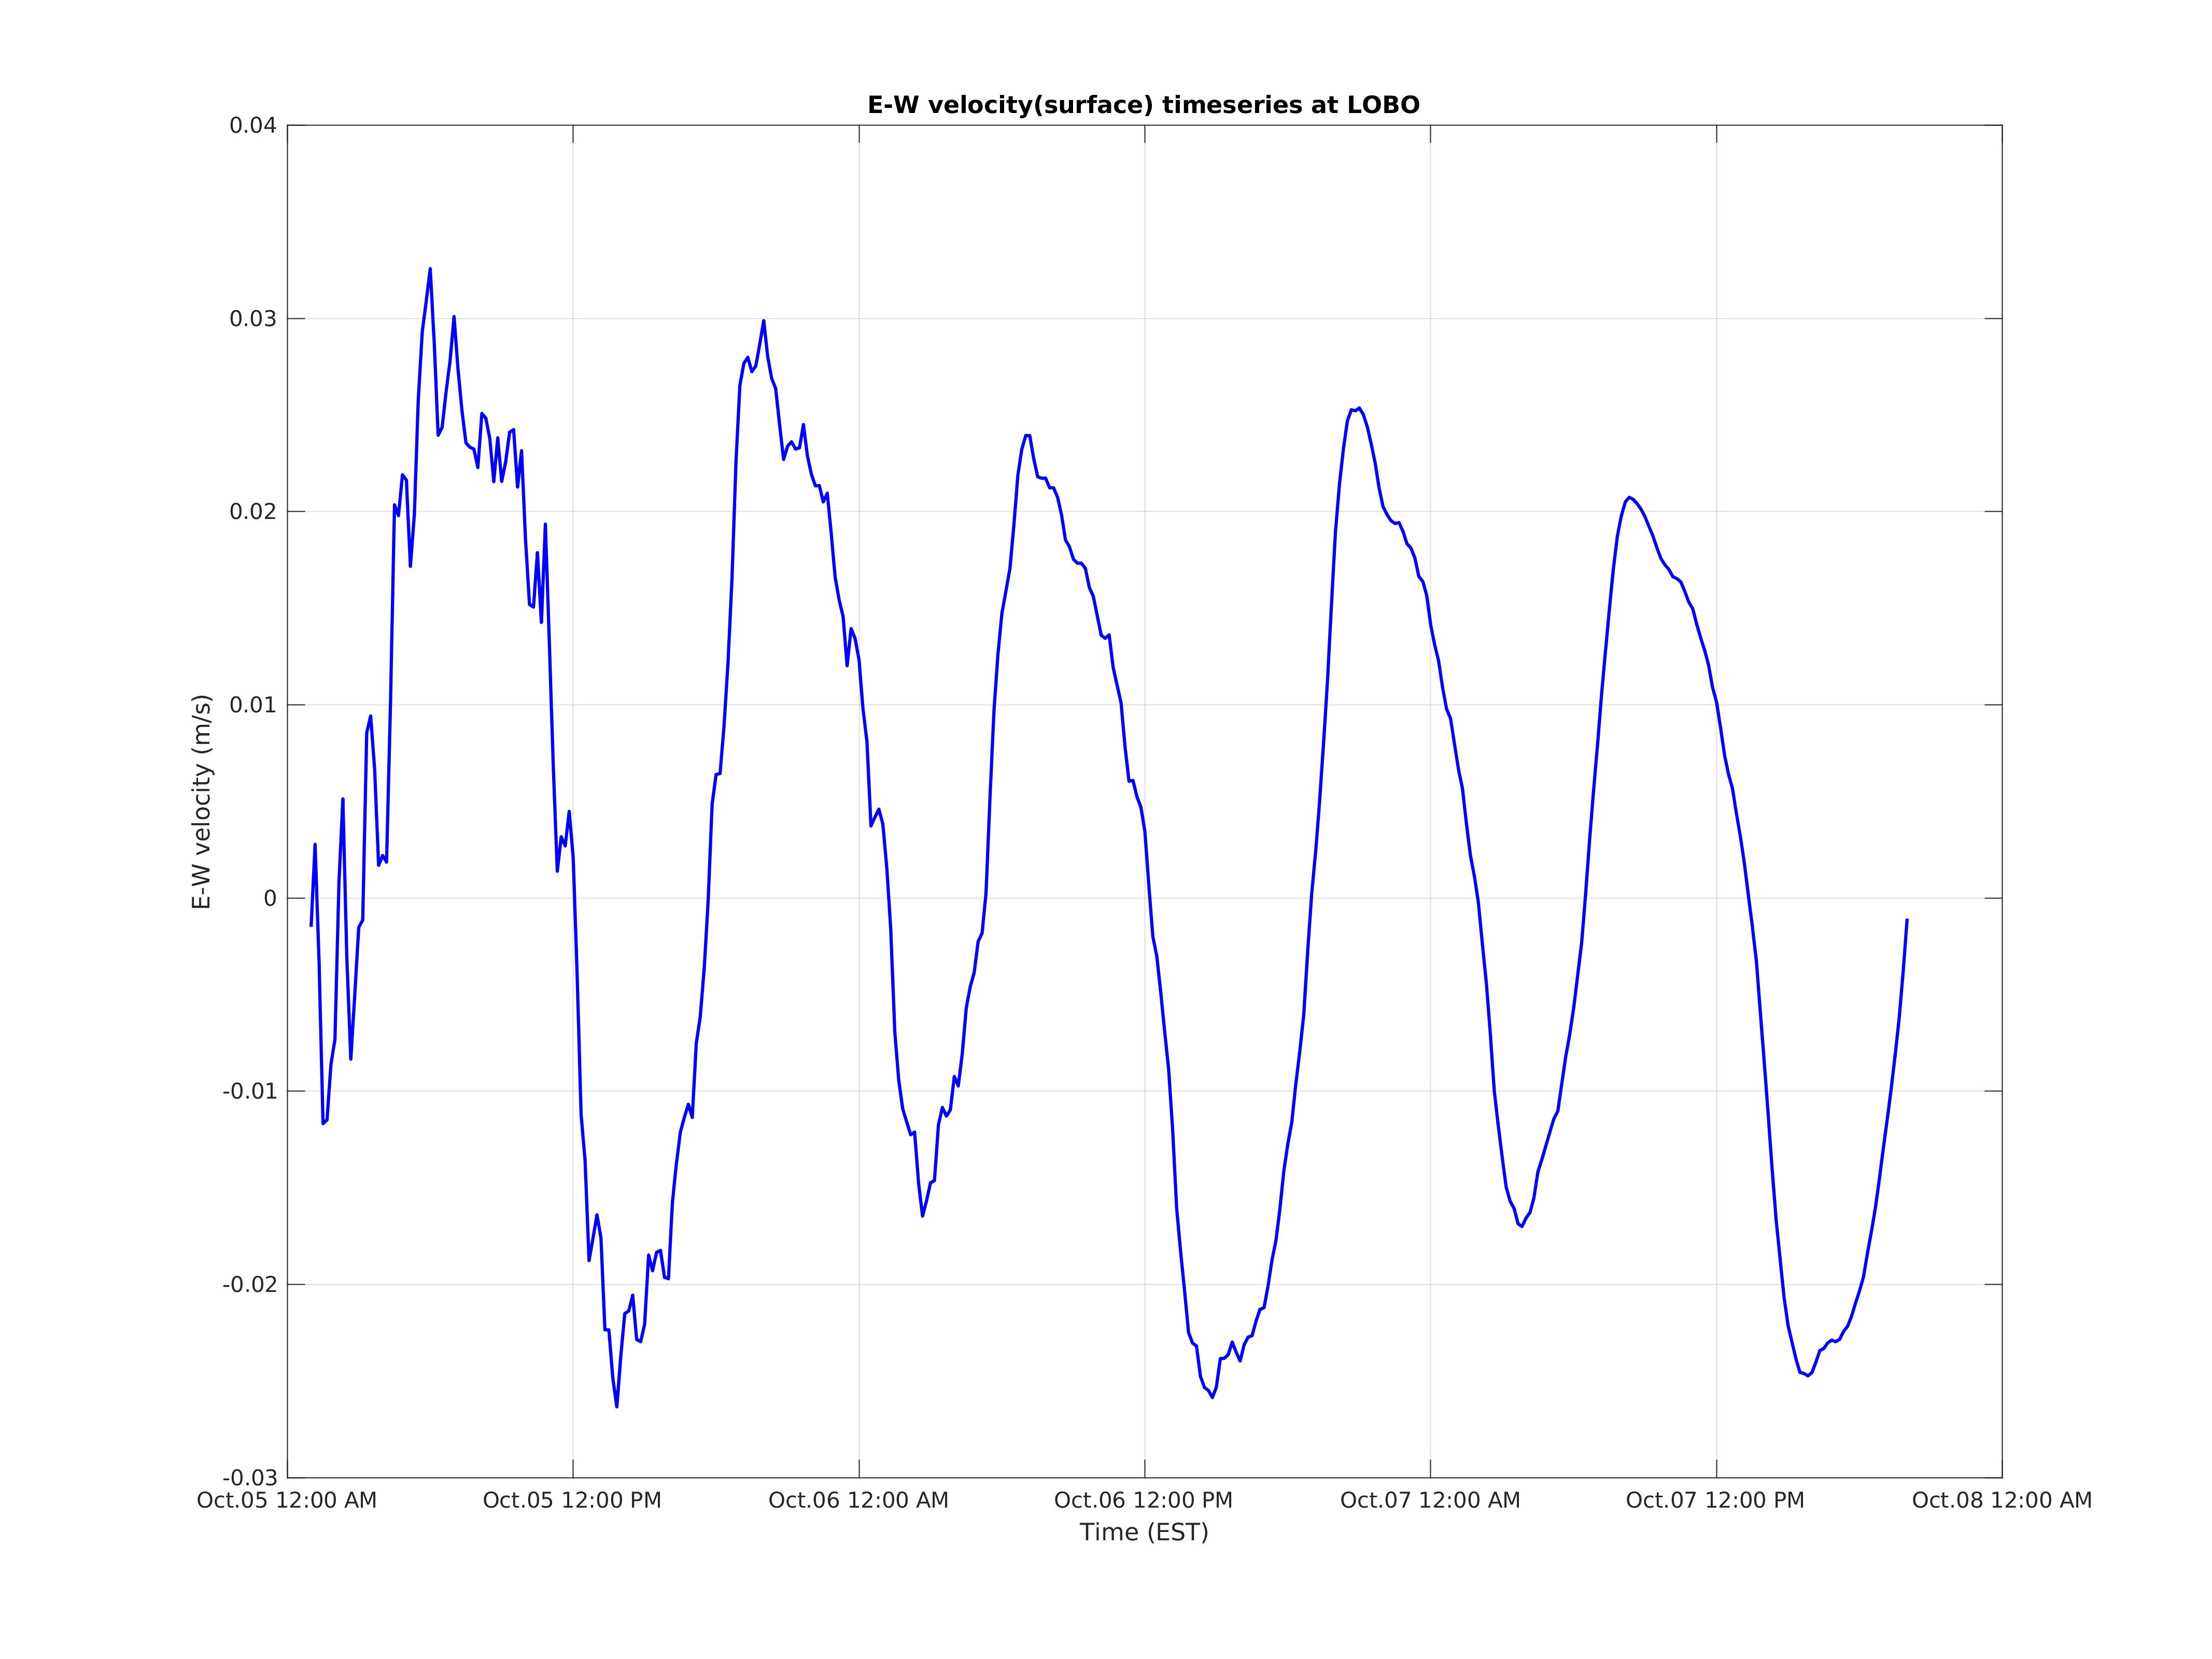 E-W velocity(surface) timeseries at LOBO
0.04
0.03
0.02
0.01
0
-0.01
-0.02
-0.03
E-W velocity (m/s)
Oct.05 12:00 AM
Oct.05 12:00 PM
Oct.06 12:00 AM
Oct.06 12:00 PM
Oct.07 12:00 AM
Oct.07 12:00 PM
Oct.08 12:00 AM
Time (EST)